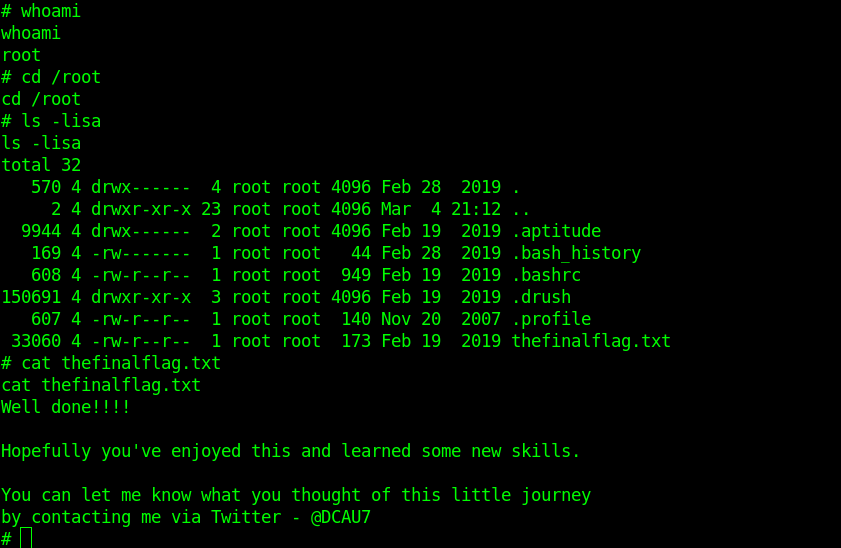 # whoami
whoami
root
# cd /root
cd /root
# ls -lisa
ls -lisa
total 32
   570 4 drwx------  4 root root 4096 Feb 28  2019 .
     2 4 drwxr-xr-x 23 root root 4096 Mar  4 21:12 ..
  9944 4 drwx------  2 root root 4096 Feb 19  2019 .aptitude
   169 4 -rw-------  1 root root   44 Feb 28  2019 .bash_history
   608 4 -rw-r--r--  1 root root  949 Feb 19  2019 .bashrc
150691 4 drwxr-xr-x  3 root root 4096 Feb 19  2019 .drush
   607 4 -rw-r--r--  1 root root  140 Nov 20  2007 .profile
 33060 4 -rw-r--r--  1 root root  173 Feb 19  2019 thefinalflag.txt
# cat thefinalflag.txt
cat thefinalflag.txt
Well done!!!!
Hopefully you've enjoyed this and learned some new skills.
You can let me know what you thought of this little journey
by contacting me via Twitter - @DCAU7
#